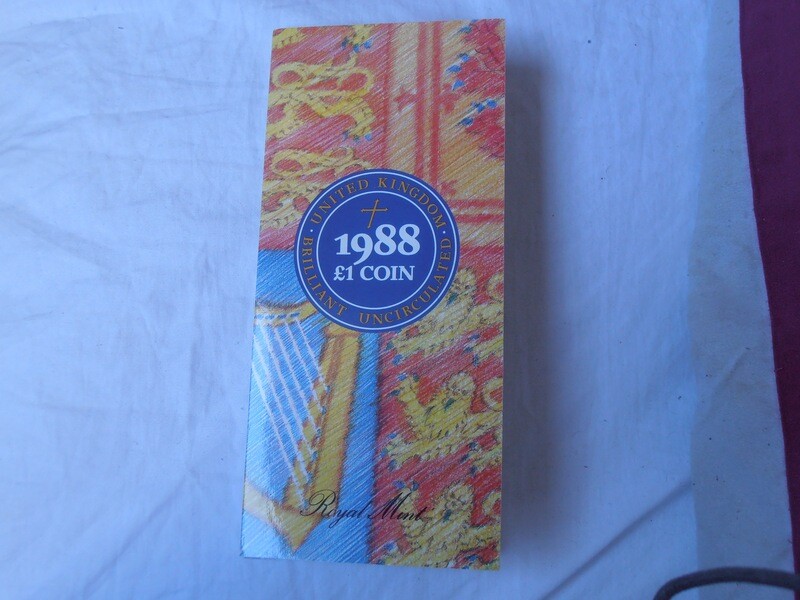 · UNITED KINGDOM ·
1988
£1 COIN
BRILLIANT UNCIRCULATED
Royal Mint